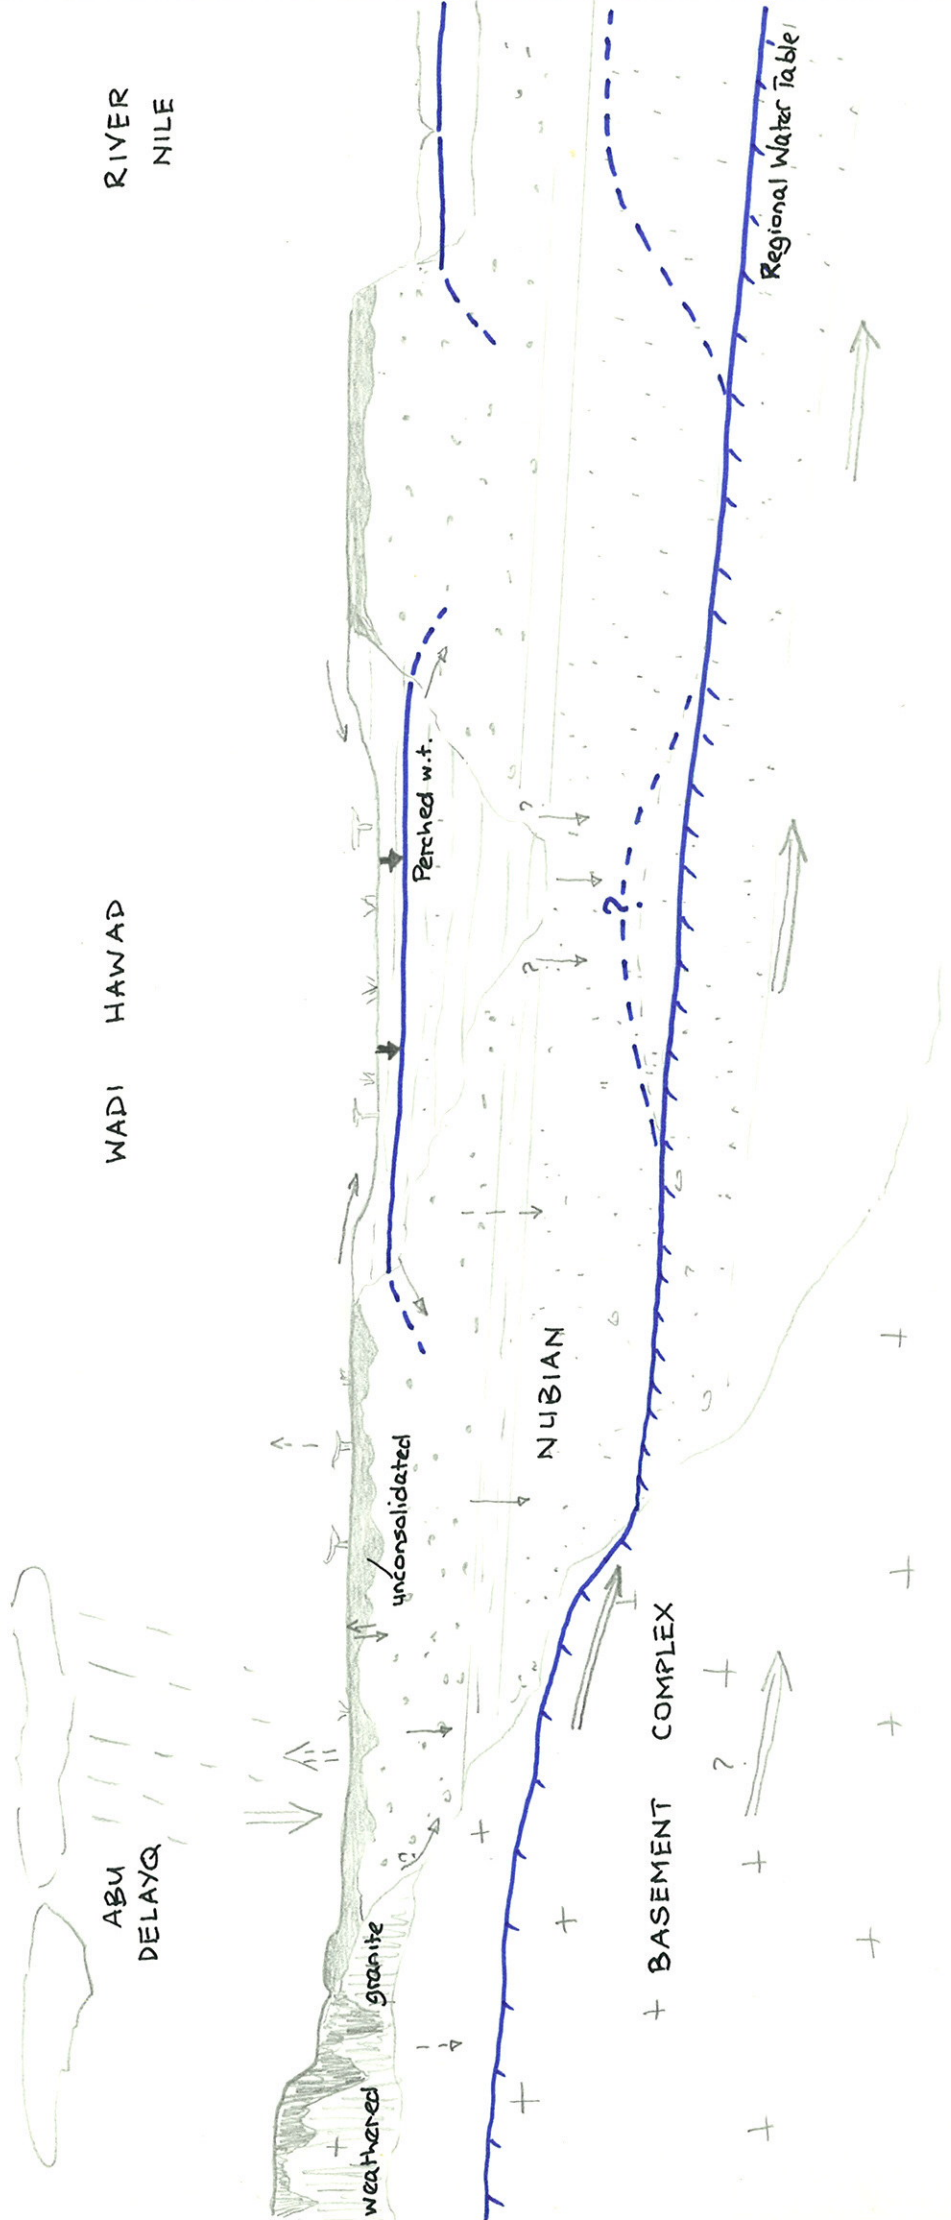 ABU
DELAYQ
WADI HAWAD
RIVER
NILE
weathered granite
unconsolidated
Perched w.t.
?
?
?
NUBIAN
?
BASEMENT COMPLEX
?
Regional Water Table